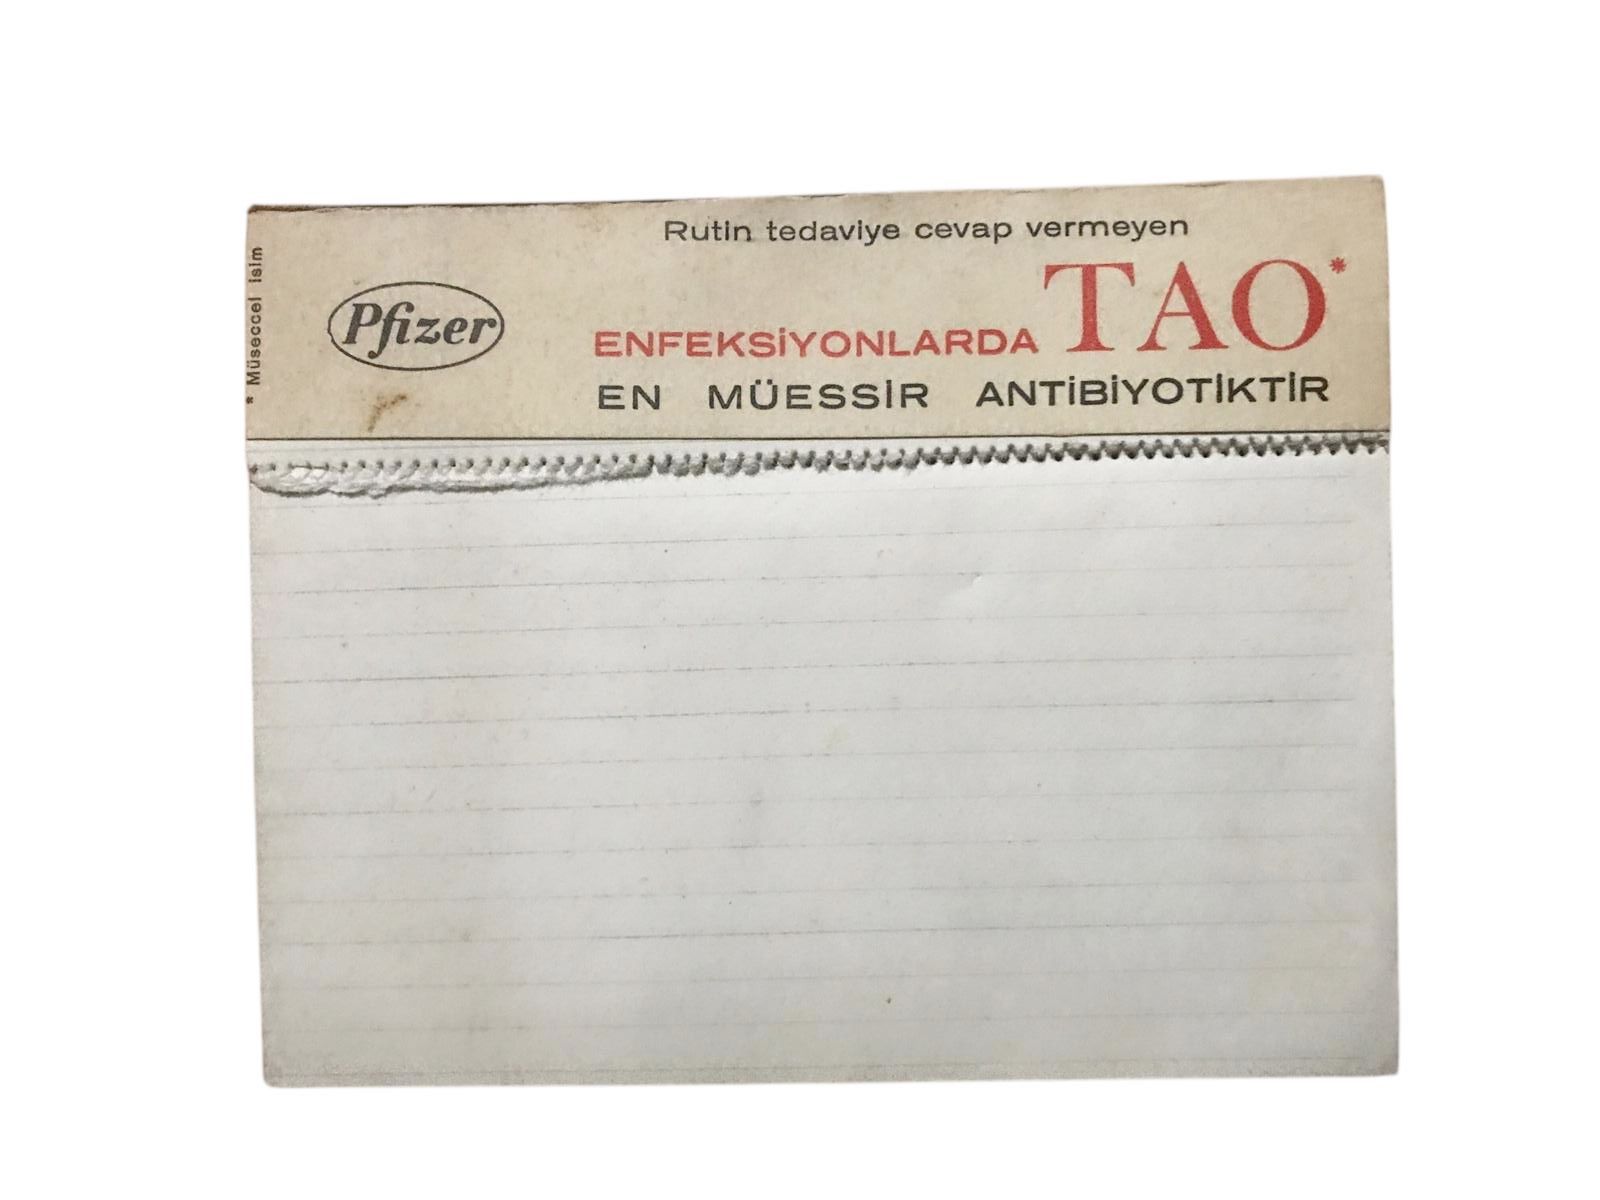 Rutin tedaviye cevap vermeyen
ENFEKSİYONLARDA TAO*
EN MÜESSİR ANTİBİYOTİKTİR
Pfizer
* Müseccel isim